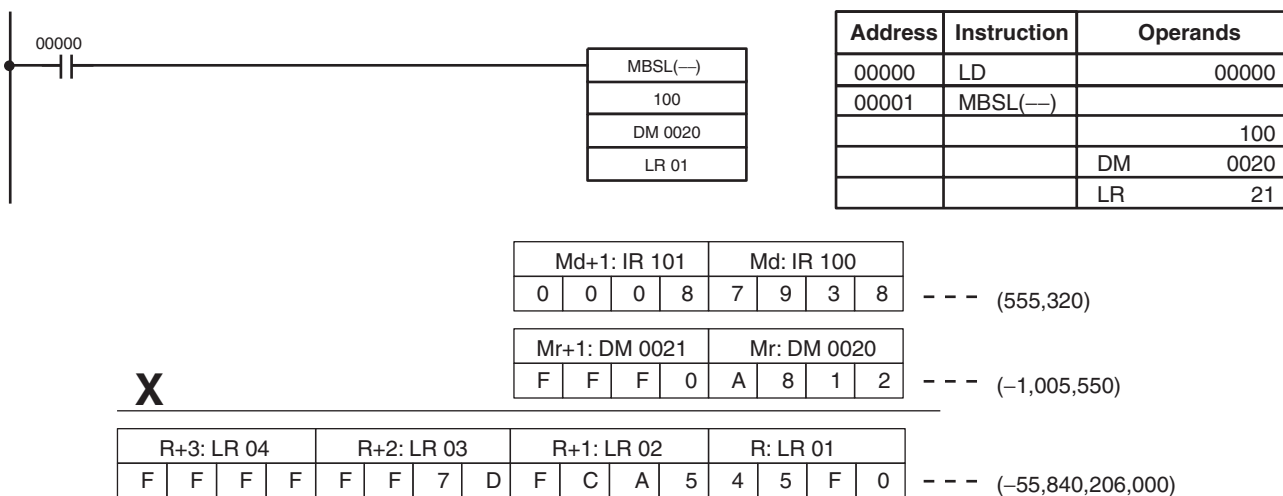 00000
MBSL(––)
100
DM 0020
LR 01
Address Instruction Operands
00000 LD 00000
00001 MBSL(––)
100
DM 0020
LR 21
Md+1: IR 101 Md: IR 100
0 0 0 8 7 9 3 8 – – – (555,320)
Mr+1: DM 0021 Mr: DM 0020
F F F 0 A 8 1 2 – – – (–1,005,550)
X
R+3: LR 04 R+2: LR 03 R+1: LR 02 R: LR 01
F F F F F F 7 D F C A 5 4 5 F 0 – – – (–55,840,206,000)